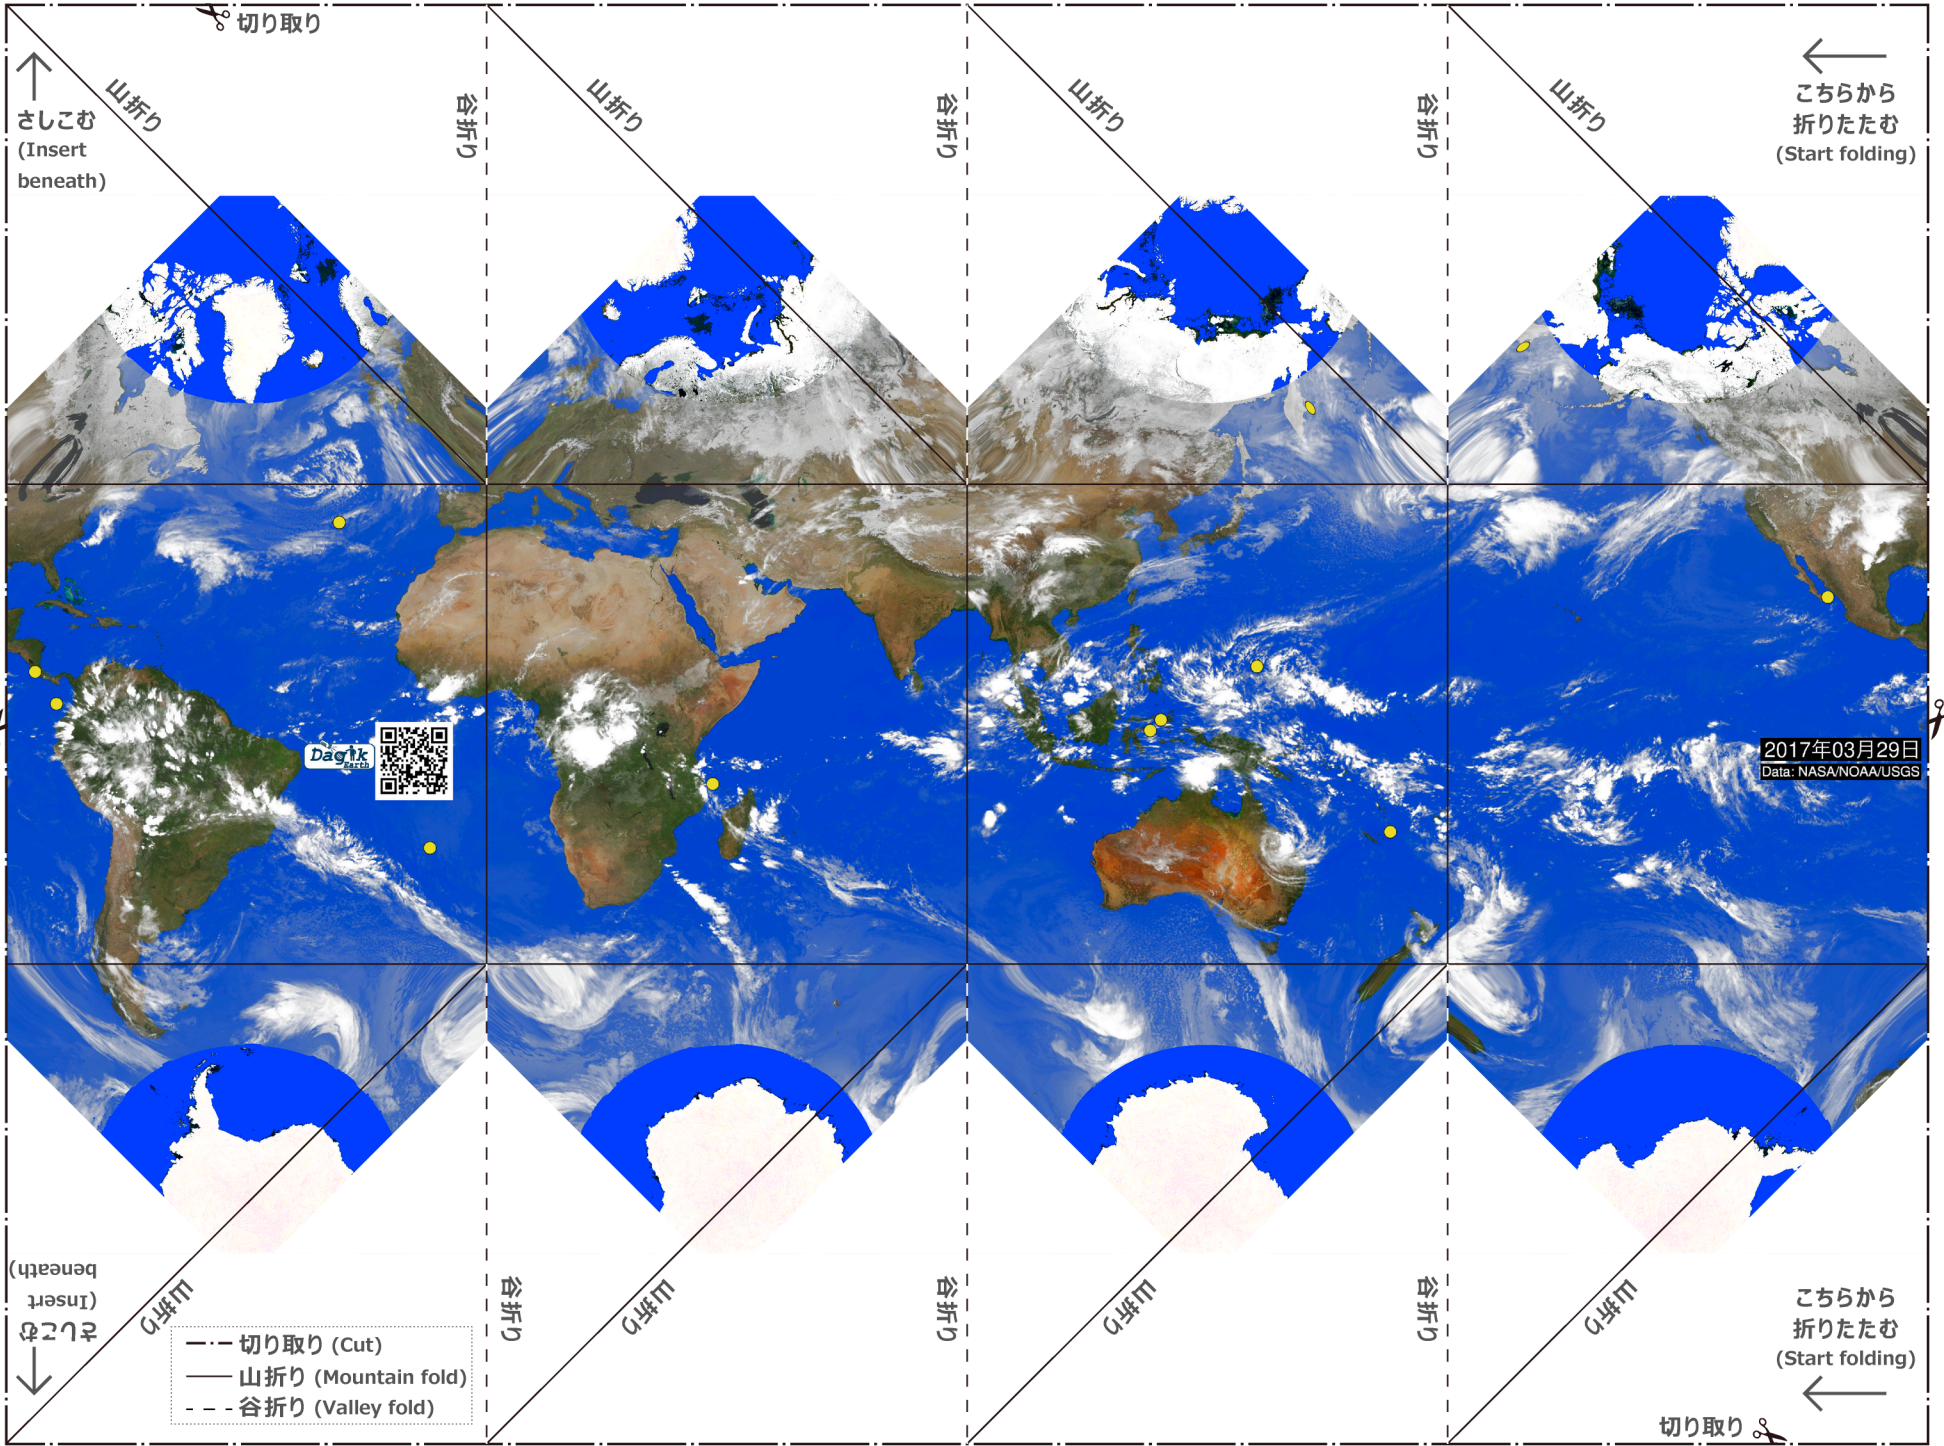 切り取り
山折り
山折り
山折り
山折り
谷折り
谷折り
谷折り
さしこむ
(Insert
beneath)
こちらから
折りたたむ
(Start folding)
Dagik
Earth
2017年03月29日
Data: NASA/NOAA/USGS
さしこむ
(Insert
beneath)
山折り
山折り
山折り
山折り
谷折り
谷折り
谷折り
切り取り (Cut)
山折り (Mountain fold)
谷折り (Valley fold)
こちらから
折りたたむ
(Start folding)
切り取り